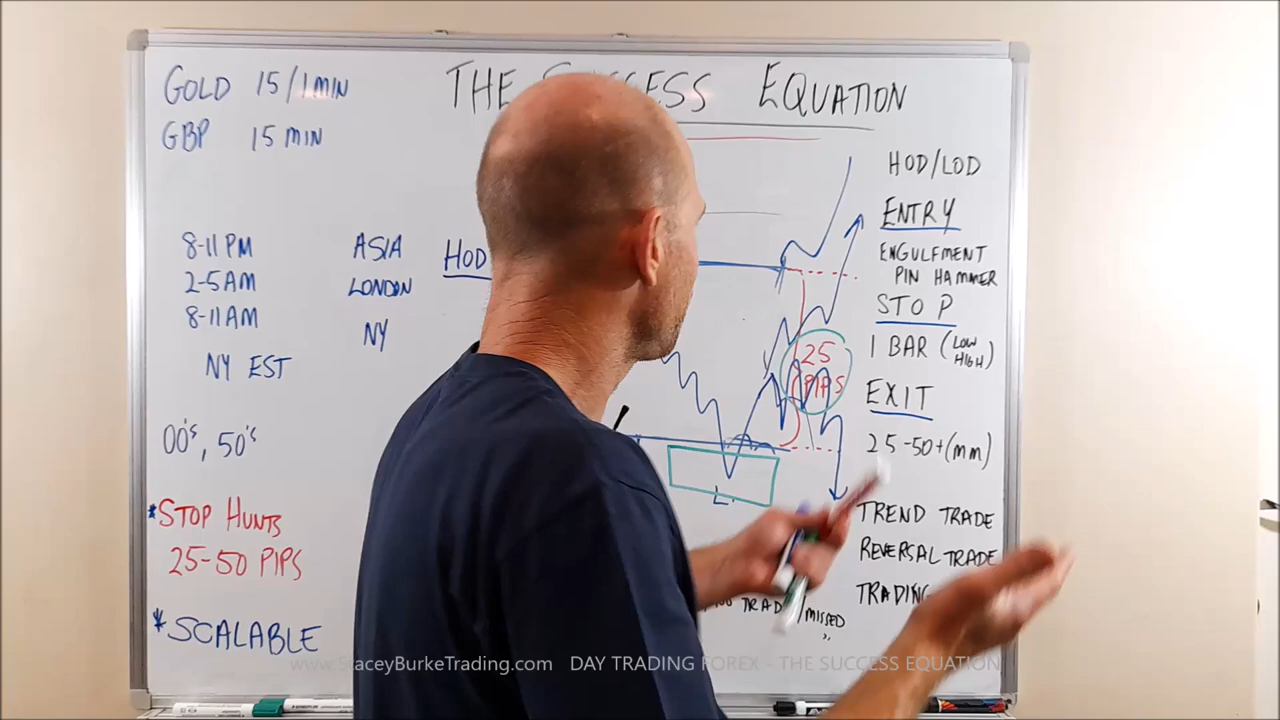 THE SUCCESS EQUATION
GOLD 15/1MIN
GBP 15 MIN
8-11PM ASIA
2-5AM LONDON
8-11AM NY
NY EST
00's, 50's
*STOP HUNTS
25-50 PIPS
*SCALABLE
HOD
25
PIPS
TRADE/MISSED
HOD/LOD
ENTRY
ENGULFMENT
PIN HAMMER
STOP
1 BAR (LOW
HIGH)
EXIT
25-50+(MM)
TREND TRADE
REVERSAL TRADE
TRADING
www.StaceyBurkeTrading.com DAY TRADING FOREX - THE SUCCESS EQUATION